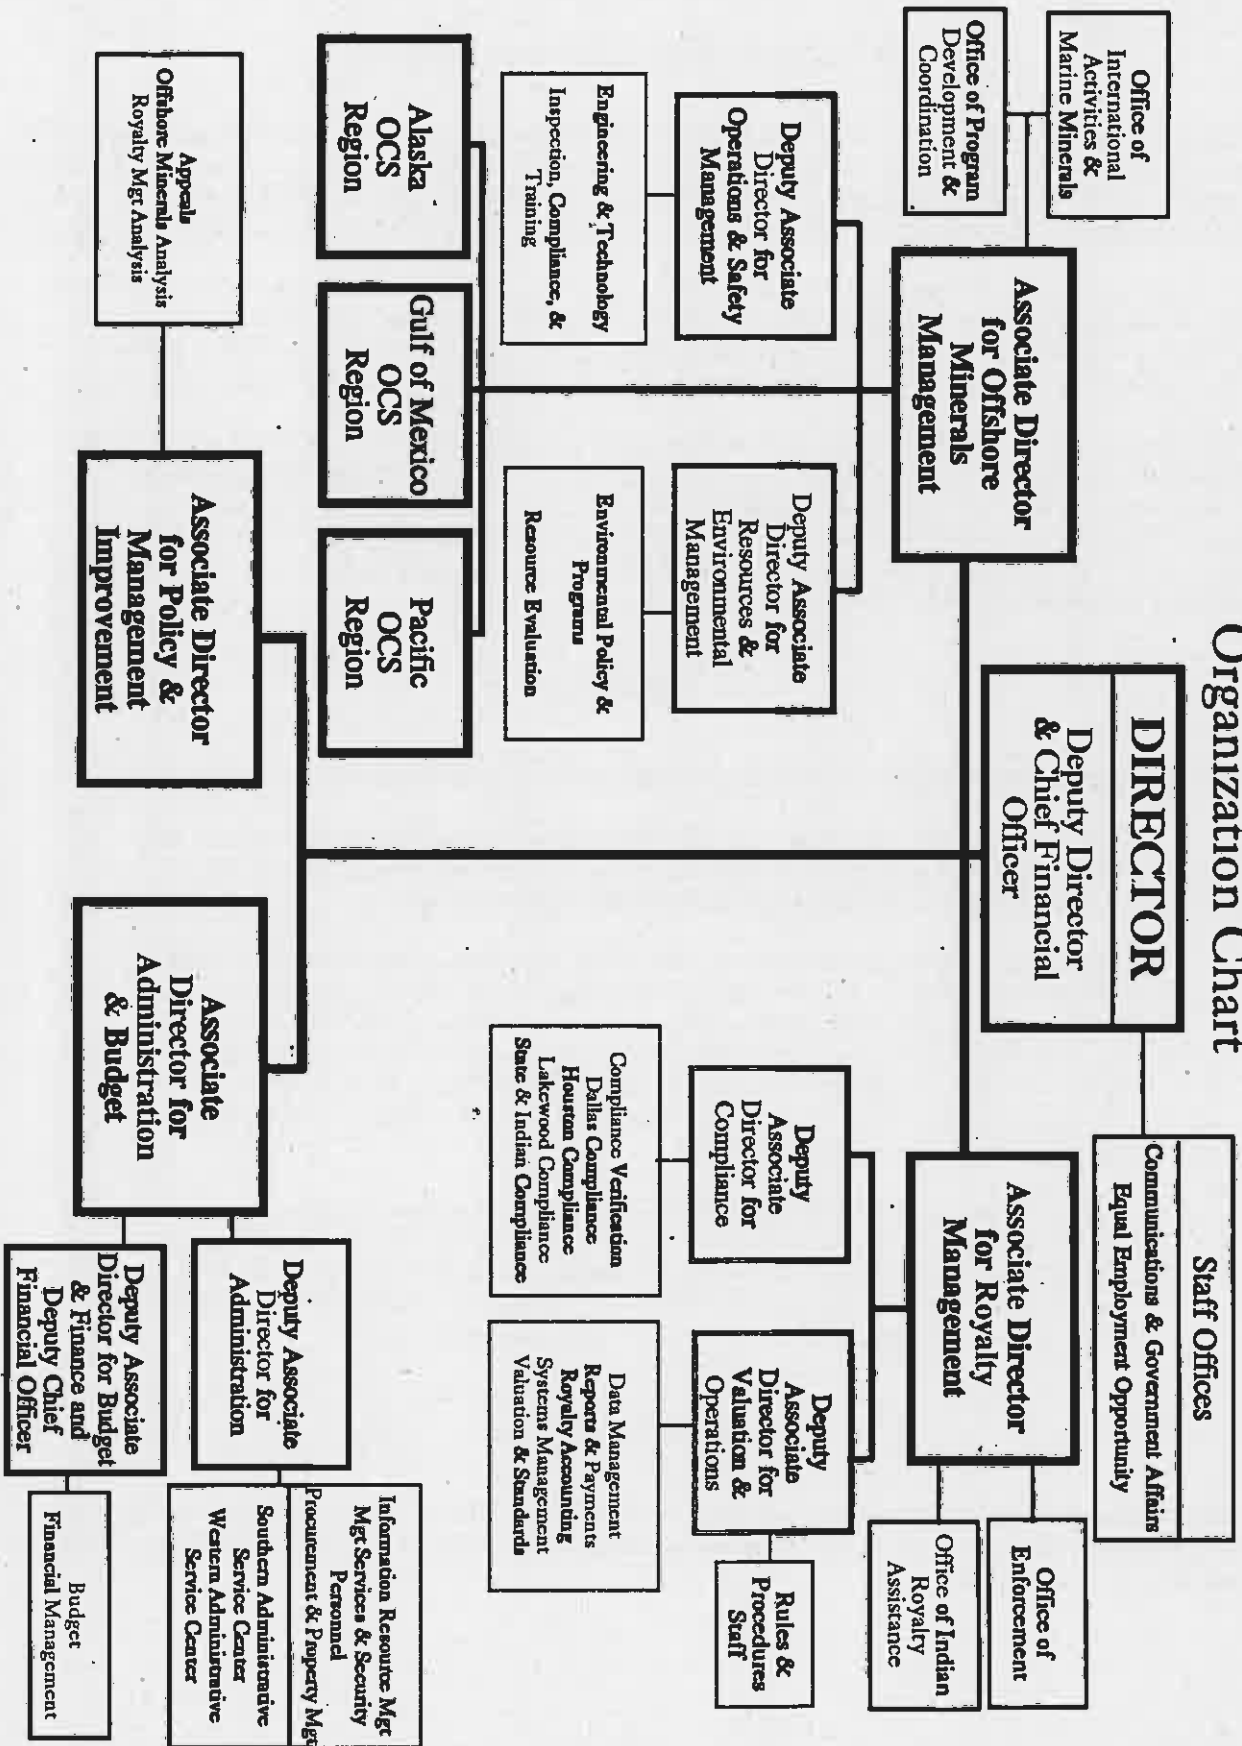 Organization Chart
DIRECTOR
Deputy Director
& Chief Financial
Officer
Staff Offices
Communications & Government Affairs
Equal Employment Opportunity
Office of
International
Activities &
Marine Minerals
Office of Program
Development &
Coordination
Associate Director
for Offshore
Minerals
Management
Associate Director
for Royalty
Management
Office of
Enforcement
Office of Indian
Royalty
Assistance
Deputy Associate
Director for
Operations & Safety
Management
Deputy Associate
Director for
Resources &
Environmental
Management
Deputy
Associate
Director for
Compliance
Deputy
Associate
Director for
Valuation &
Operations
Rules &
Procedures
Staff
Engineering & Technology
Inspection, Compliance, &
Training
Environmental Policy &
Programs
Resource Evaluation
Compliance Verification
Dallas Compliance
Houston Compliance
Lakewood Compliance
State & Indian Compliance
Data Management
Reports & Payments
Royalty Accounting
Systems Management
Valuation & Standards
Alaska
OCS
Region
Gulf of Mexico
OCS
Region
Pacific
OCS
Region
Appeals
Offshore Minerals Analysis
Royalty Mgt Analysis
Associate Director
for Policy &
Management
Improvement
Associate
Director for
Administration
& Budget
Deputy Associate
Director for
Administration
Information Resource Mgt
Mgt Services & Security
Personnel
Procurement & Property Mgt
Southern Administrative
Service Center
Western Administrative
Service Center
Deputy Associate
Director for Budget
& Finance and
Deputy Chief
Financial Officer
Budget
Financial Management